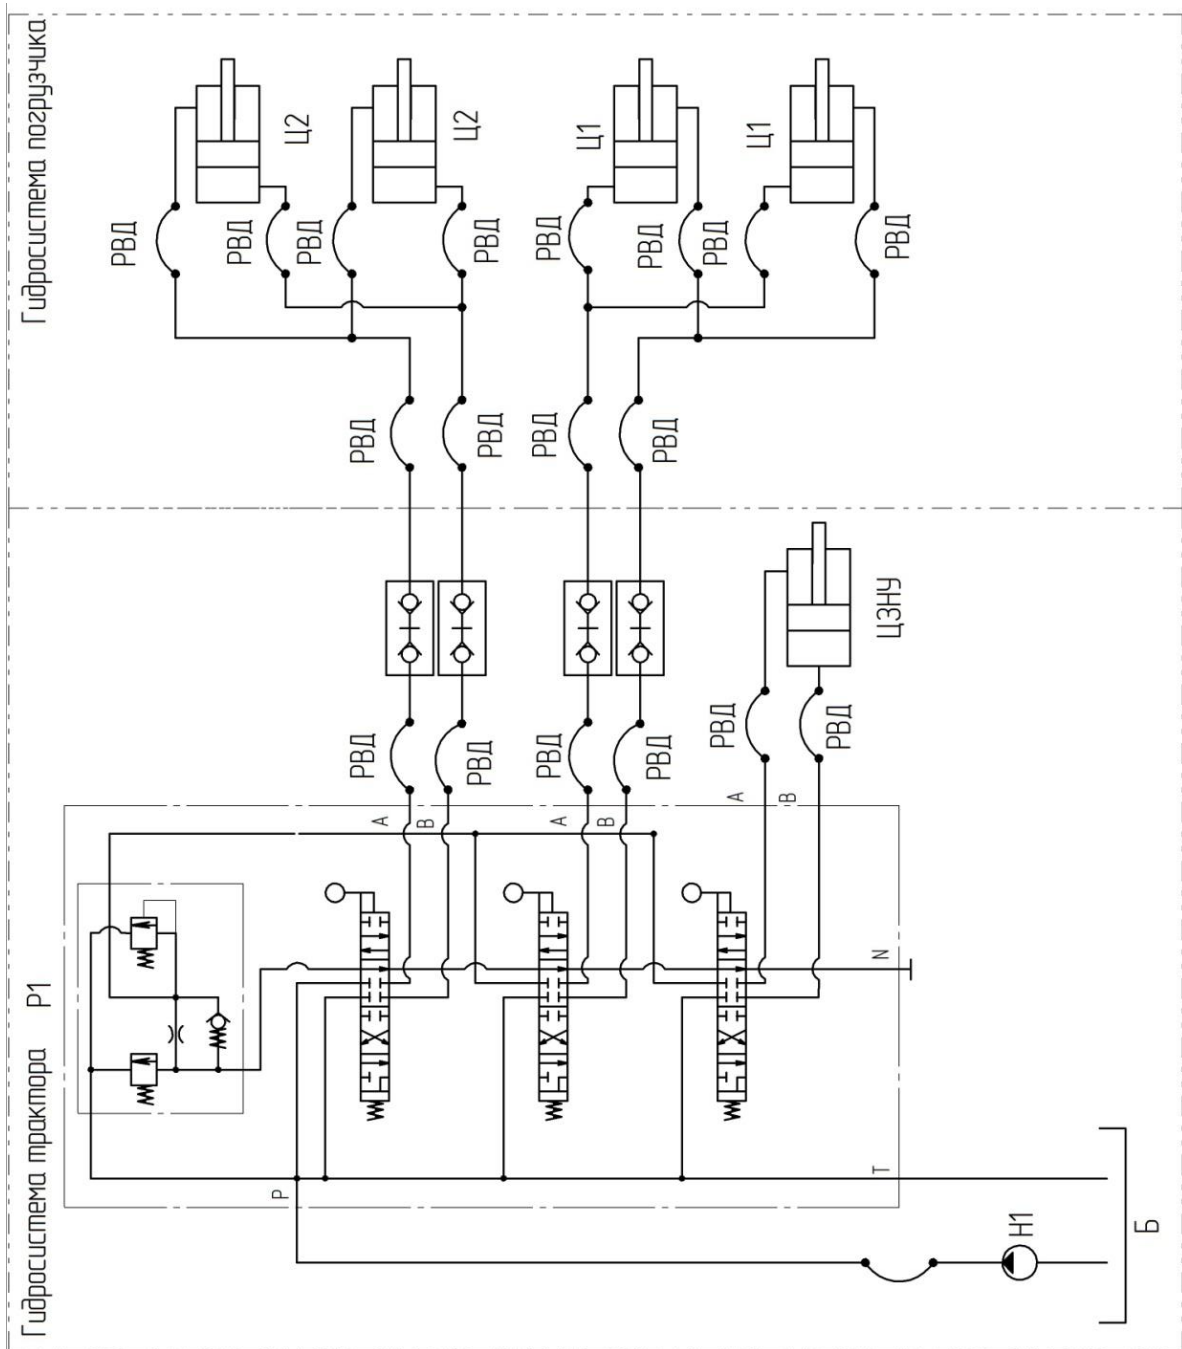 Гидросистема погрузчика
Ц2
Ц2
Ц1
Ц1
РВД
РВД
РВД
РВД
РВД
РВД
РВД
РВД
РВД
РВД
РВД
РВД
ЦЗНУ
РВД
РВД
РВД
РВД
РВД
РВД
А
В
А
В
А
В
Гидросистема трактора
Р1
N
Р
Т
Н1
Б